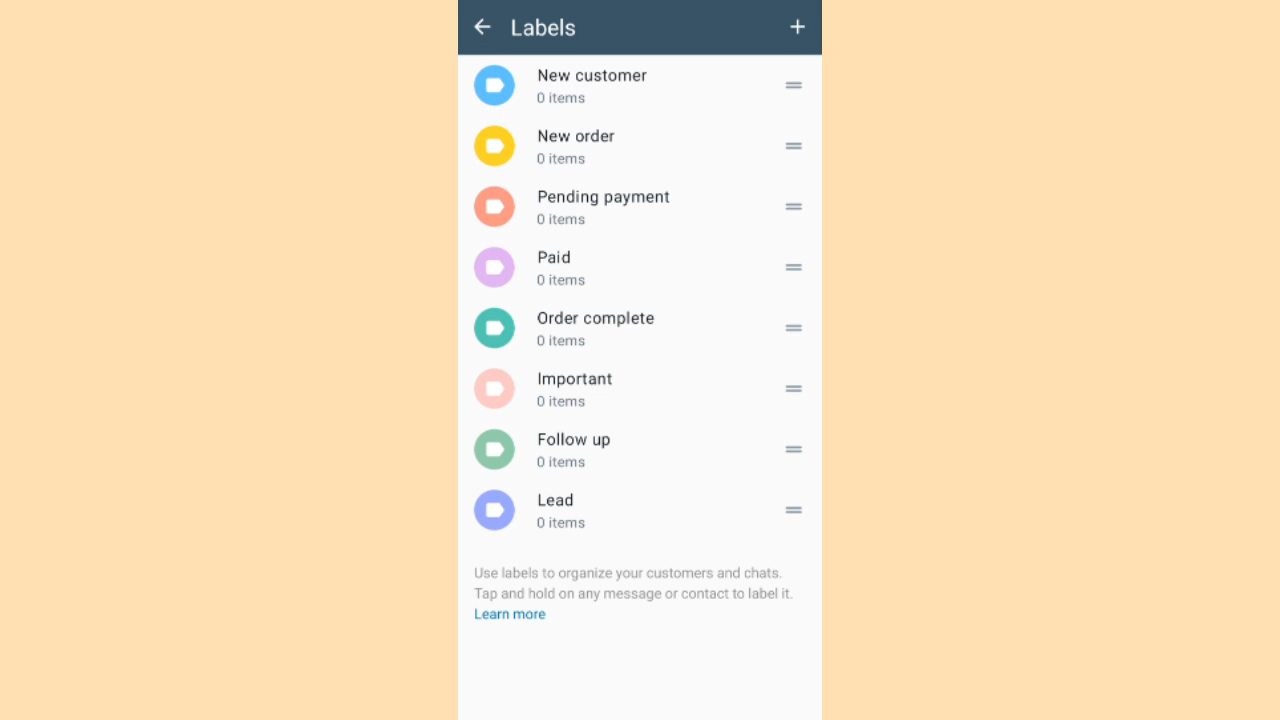 Labels
New customer
0 items
New order
0 items
Pending payment
0 items
Paid
0 items
Order complete
0 items
Important
0 items
Follow up
0 items
Lead
0 items
Use labels to organize your customers and chats.
Tap and hold on any message or contact to label it.
Learn more